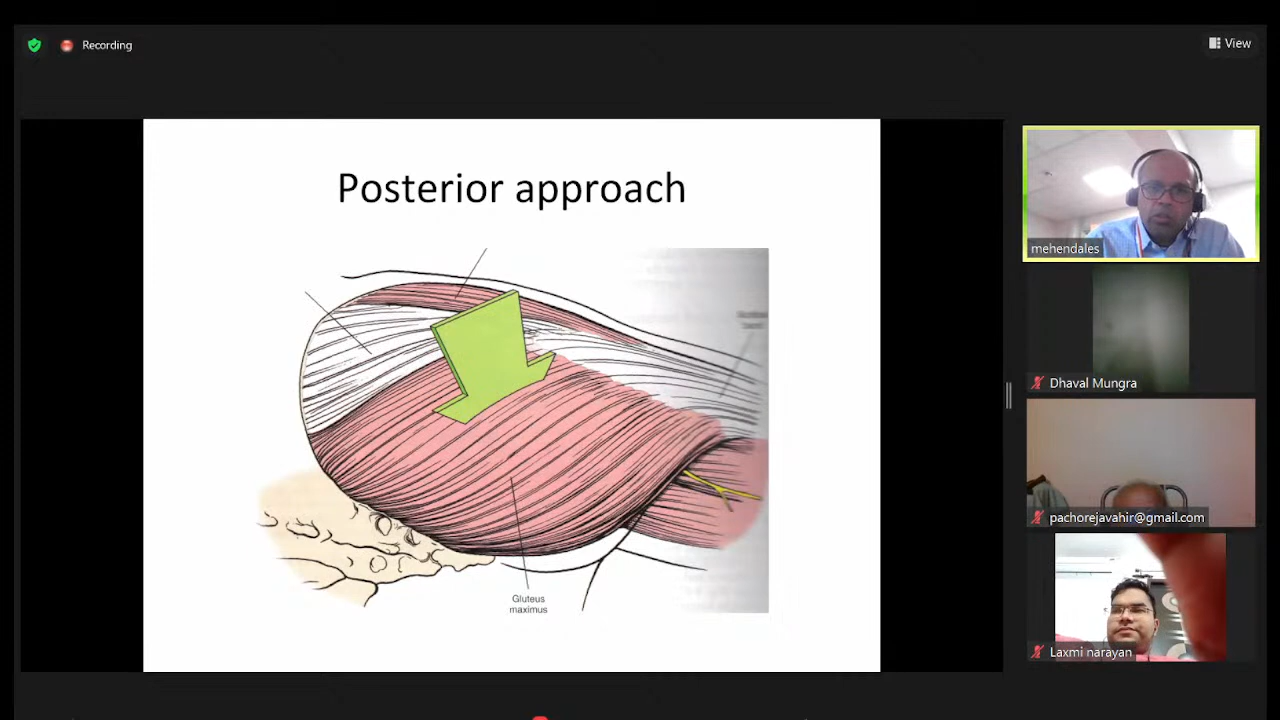 Recording
View
Posterior approach
Gluteus
maximus
mehendales
Dhaval Mungra
pachorejavahir@gmail.com
Laxmi narayan